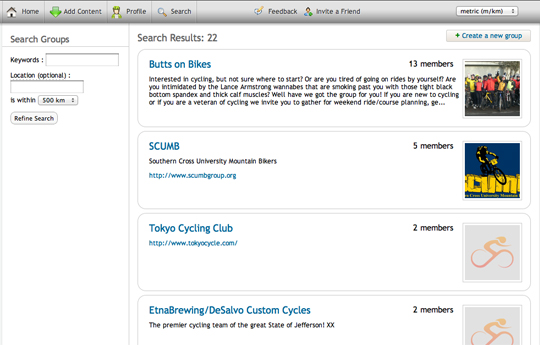 Home
Add Content
Profile
Search
Feedback
Invite a Friend
metric (m/km)
Search Groups
Keywords :
Location (optional) :
Is within 500 km
Refine Search
Search Results: 22
+ Create a new group
Butts on Bikes
13 members
Interested in cycling, but not sure where to start? Or are you tired of going on rides by yourself? Are
you intimidated by the Lance Armstrong wannabes that are smoking past you with those tight black
bottom spandex and thick calf muscles? Well have we got the group for you! If you are new to cycling
or if you are a veteran of cycling we invite you to gather for weekend ride/course planning, ge...
SCUMB
5 members
Southern Cross University Mountain Bikers
http://www.scumbgroup.org
Cross University Mountain
Tokyo Cycling Club
2 members
http://www.tokyocycle.com/
EtnaBrewing/DeSalvo Custom Cycles
2 members
The premier cycling team of the great State of Jefferson! XX